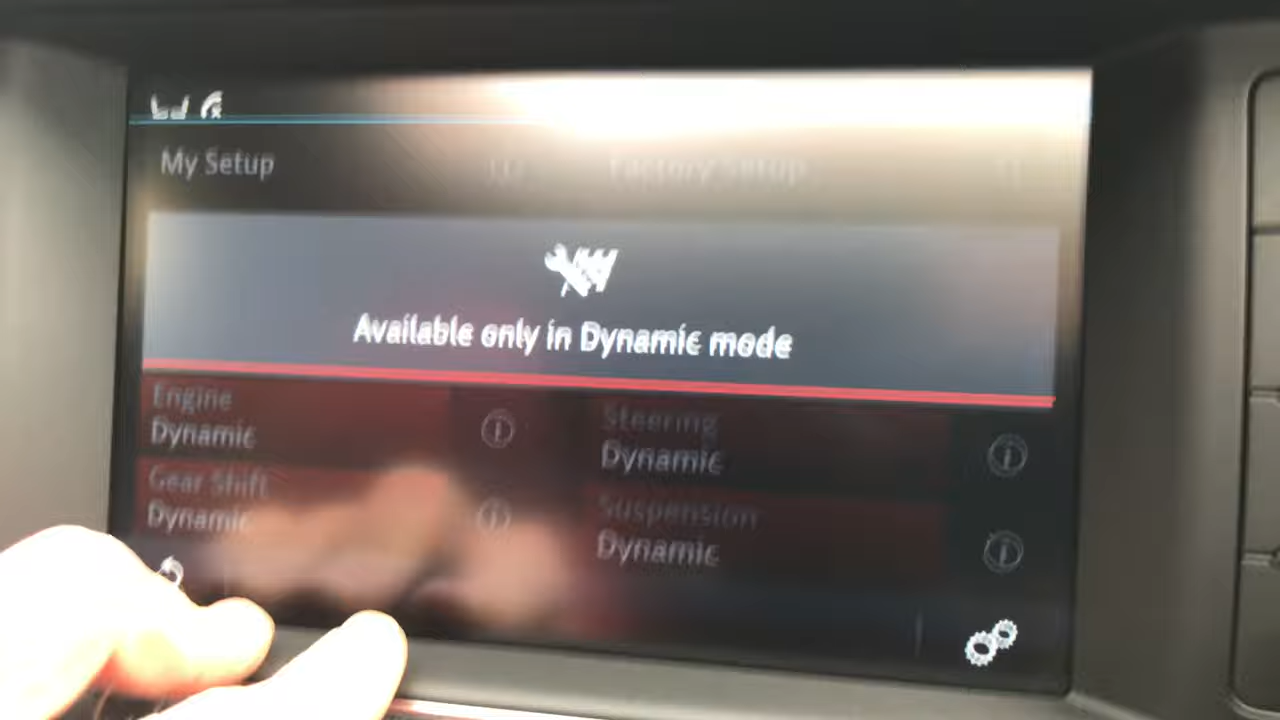 My Setup
Factory Setup
Available only in Dynamic mode
Engine
Dynamic
Steering
Dynamic
Gear Shift
Dynamic
Suspension
Dynamic